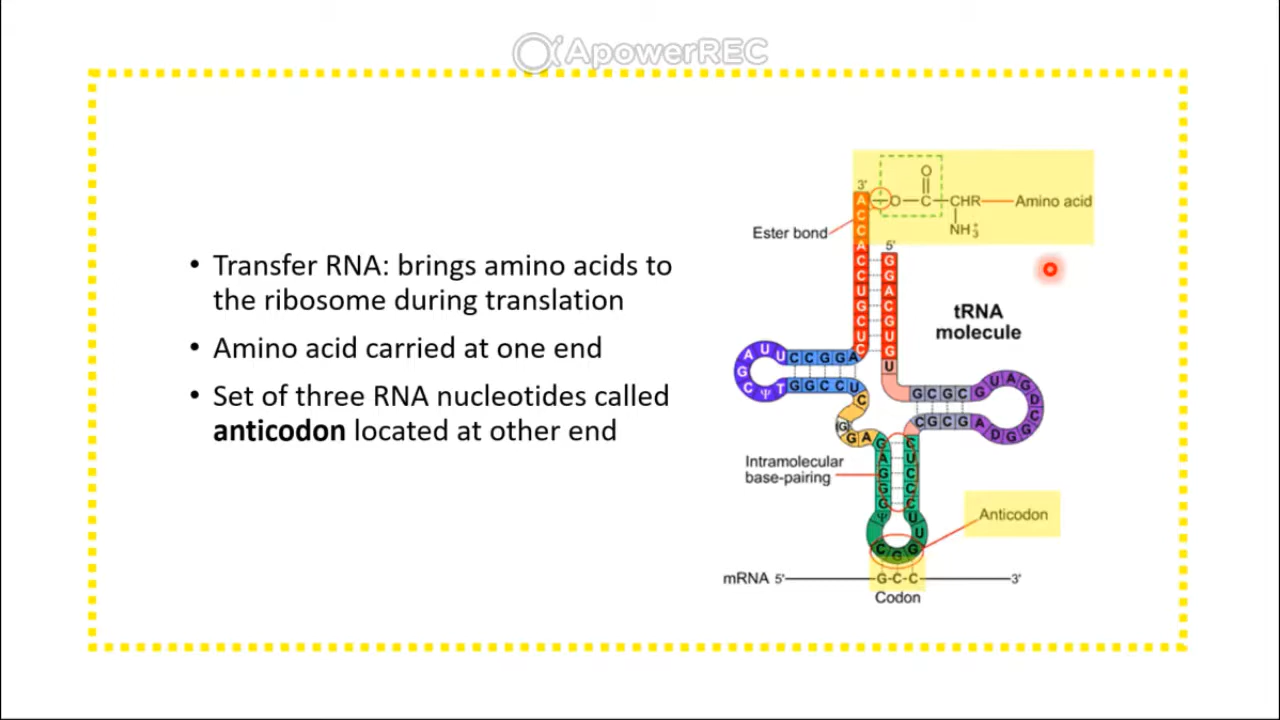 ApowerREC
• Transfer RNA: brings amino acids to
the ribosome during translation
• Amino acid carried at one end
• Set of three RNA nucleotides called
anticodon located at other end
3'
O
A
O
C
CHR
Amino acid
NH3+
Ester bond
C
C
A
C
C
U
G
C
U
C
5'
G
G
A
C
G
U
G
U
tRNA
molecule
A U U C C G G A
G
C Ψ T G G C C U
C
G
G A G
G C G C G U A G
D
C
C G C G A D G G
Intramolecular
base-pairing
A
G
G
G
Ψ
C
U
C
C
C
U
U
C G G
Anticodon
mRNA 5' G-C-C 3'
Codon